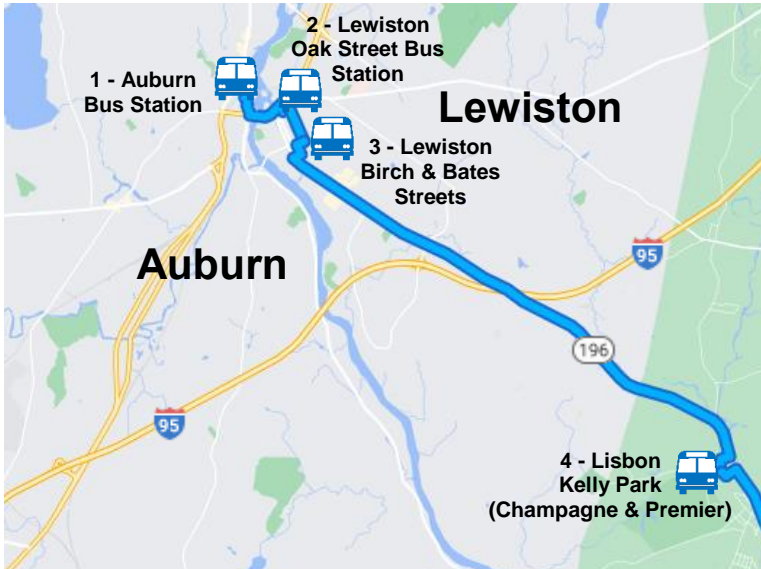 2 - Lewiston
Oak Street Bus
Station
1 - Auburn
Bus Station
Lewiston
3 - Lewiston
Birch & Bates
Streets
Auburn
95
196
95
4 - Lisbon
Kelly Park
(Champagne & Premier)